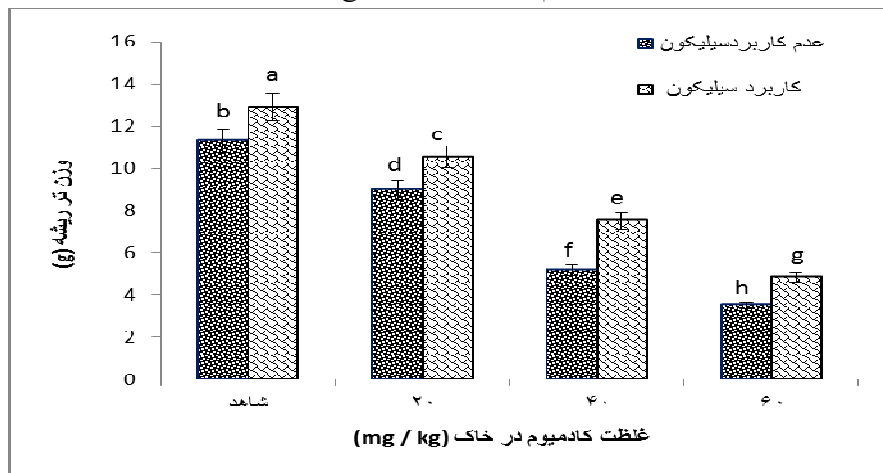 عدم کاربردسیلیکون
کاربرد سیلیکون
وزن تر ریشه (g)
16
14
12
10
8
6
4
2
0
b
a
d
c
f
e
h
g
شاهد
۲۰
۴۰
۶۰
غلظت کادمیوم در خاک (mg / kg)